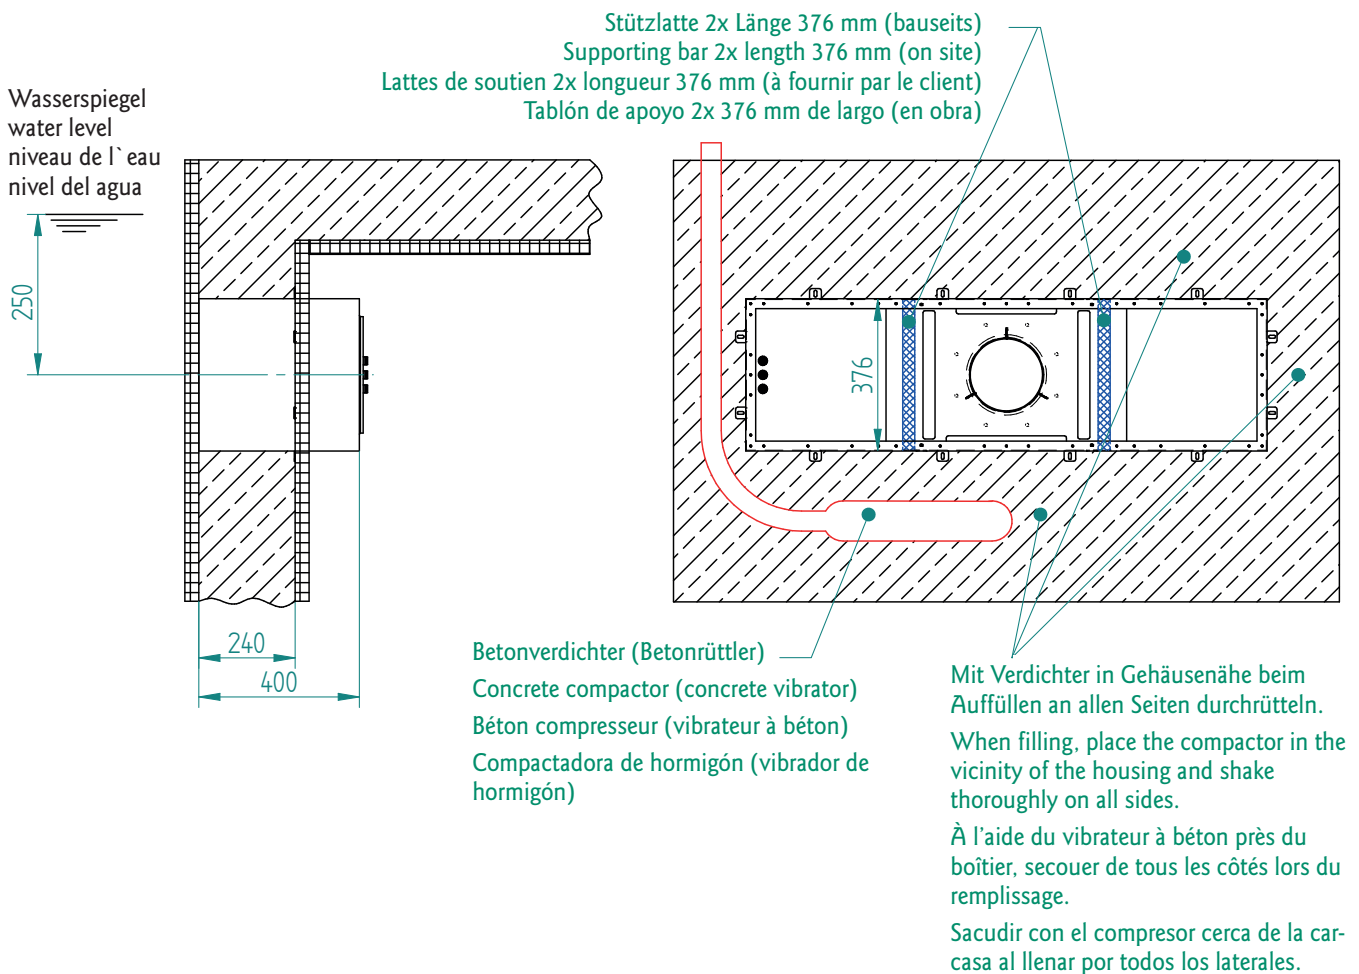 Stützlatte 2x Länge 376 mm (bauseits)
Supporting bar 2x length 376 mm (on site)
Lattes de soutien 2x longueur 376 mm (à fournir par le client)
Tablón de apoyo 2x 376 mm de largo (en obra)
Wasserspiegel
water level
niveau de l`eau
nivel del agua
250
376
240
400
Betonverdichter (Betonrüttler)
Concrete compactor (concrete vibrator)
Béton compresseur (vibrateur à béton)
Compactadora de hormigón (vibrador de
hormigón)
Mit Verdichter in Gehäusenähe beim
Auffüllen an allen Seiten durchrütteln.
When filling, place the compactor in the
vicinity of the housing and shake
thoroughly on all sides.
À l’aide du vibrateur à béton près du
boîtier, secouer de tous les côtés lors du
remplissage.
Sacudir con el compresor cerca de la car-
casa al llenar por todos los laterales.